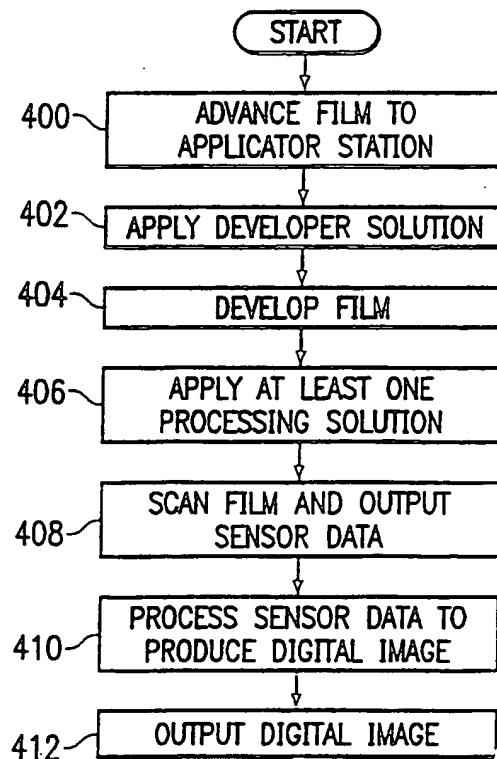 START
400
ADVANCE FILM TO
APPLICATOR STATION
402
APPLY DEVELOPER SOLUTION
404
DEVELOP FILM
406
APPLY AT LEAST ONE
PROCESSING SOLUTION
408
SCAN FILM AND OUTPUT
SENSOR DATA
410
PROCESS SENSOR DATA TO
PRODUCE DIGITAL IMAGE
412
OUTPUT DIGITAL IMAGE